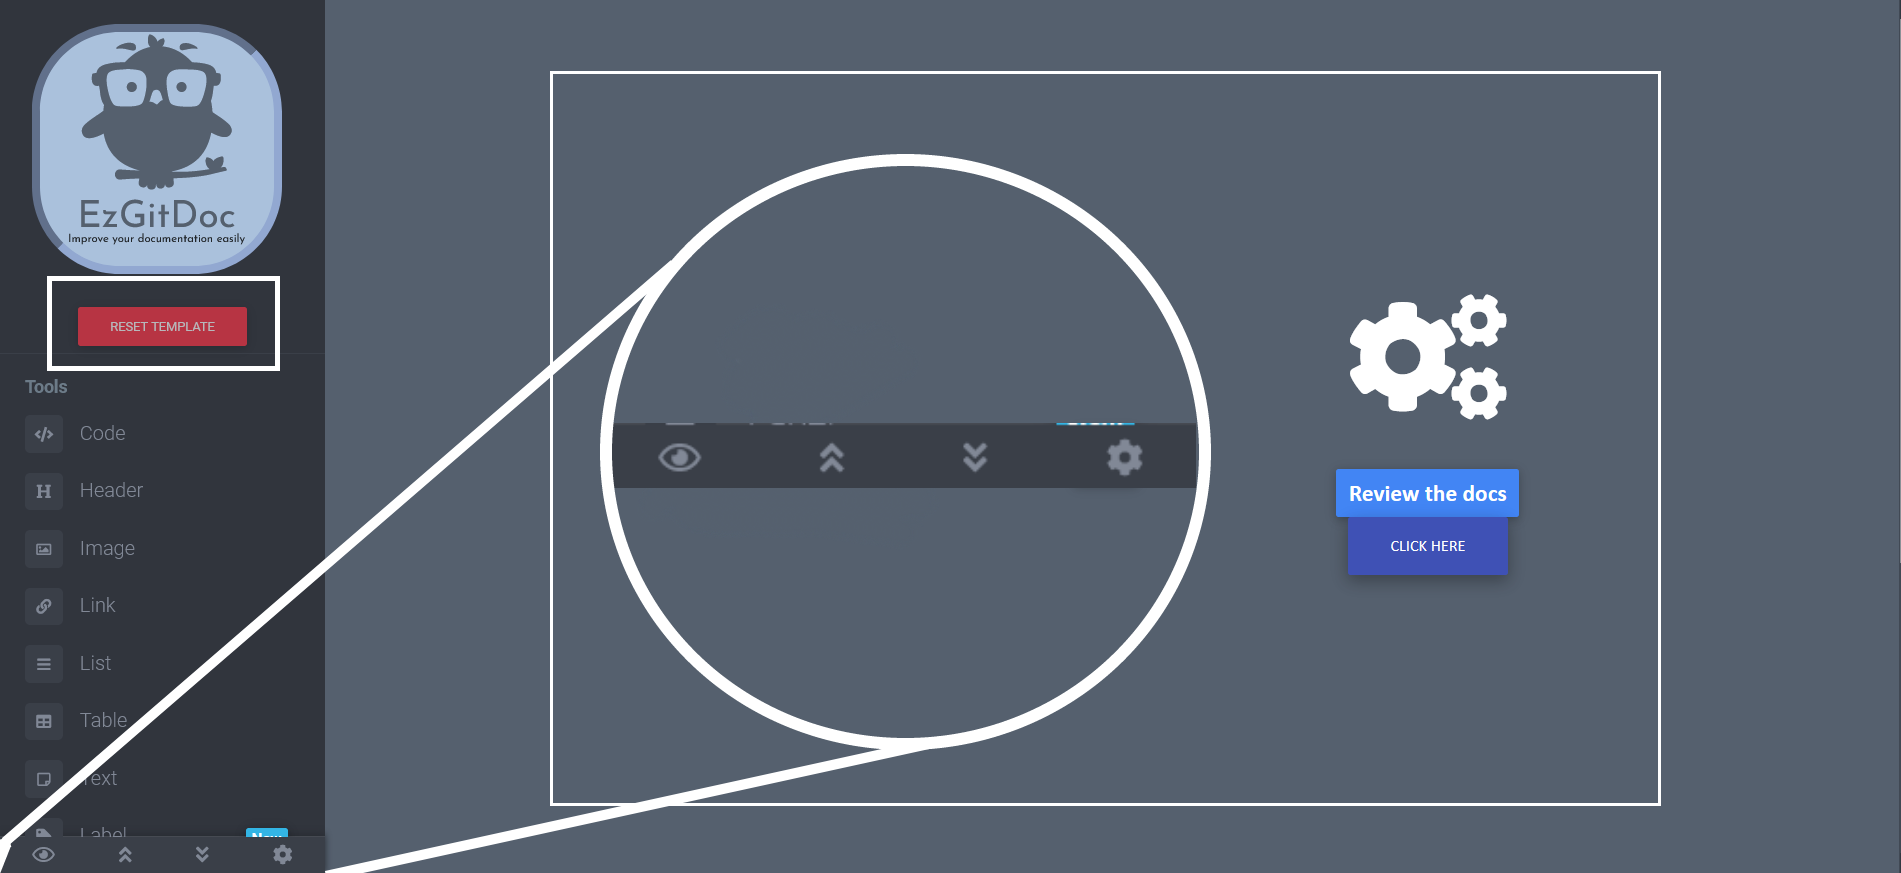 EzGitDoc
Improve your documentation easily
RESET TEMPLATE
Tools
Code
Header
Image
Link
List
Table
Text
Label
New
Review the docs
CLICK HERE